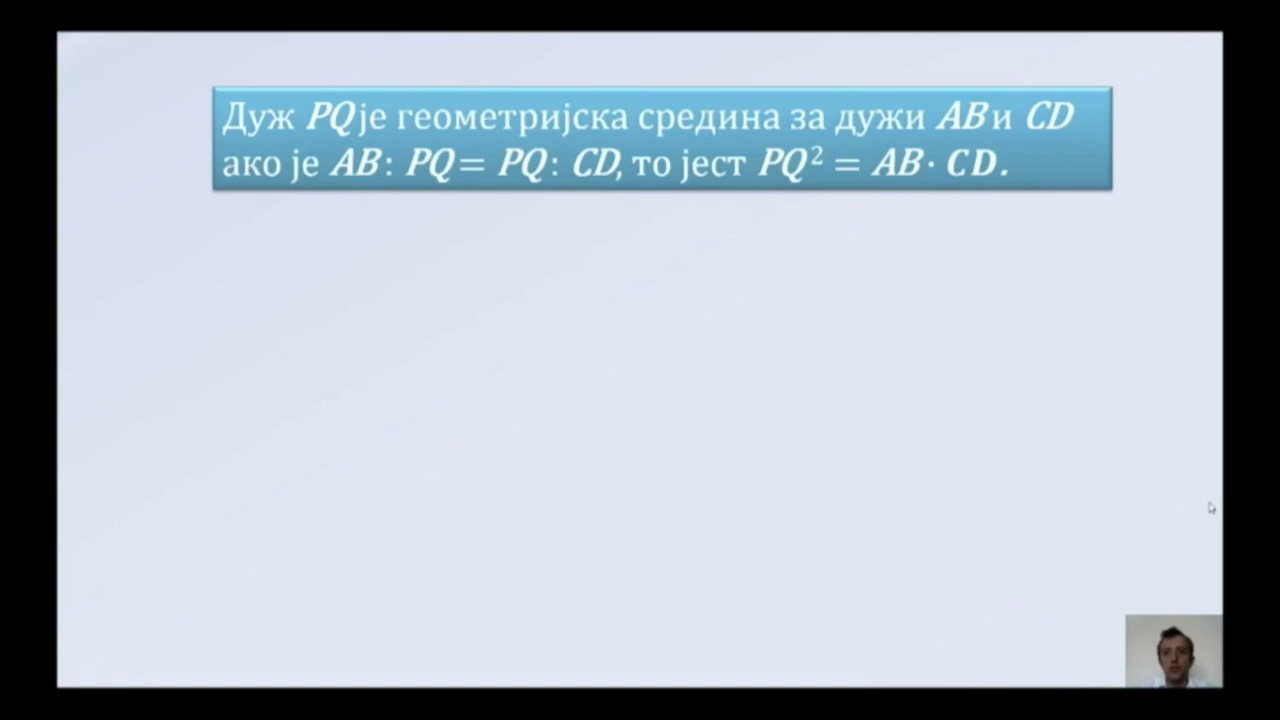 Дуж PQ је геометријска средина за дужи AB и CD
ако је AB : PQ = PQ : CD, то јест PQ² = AB · CD.